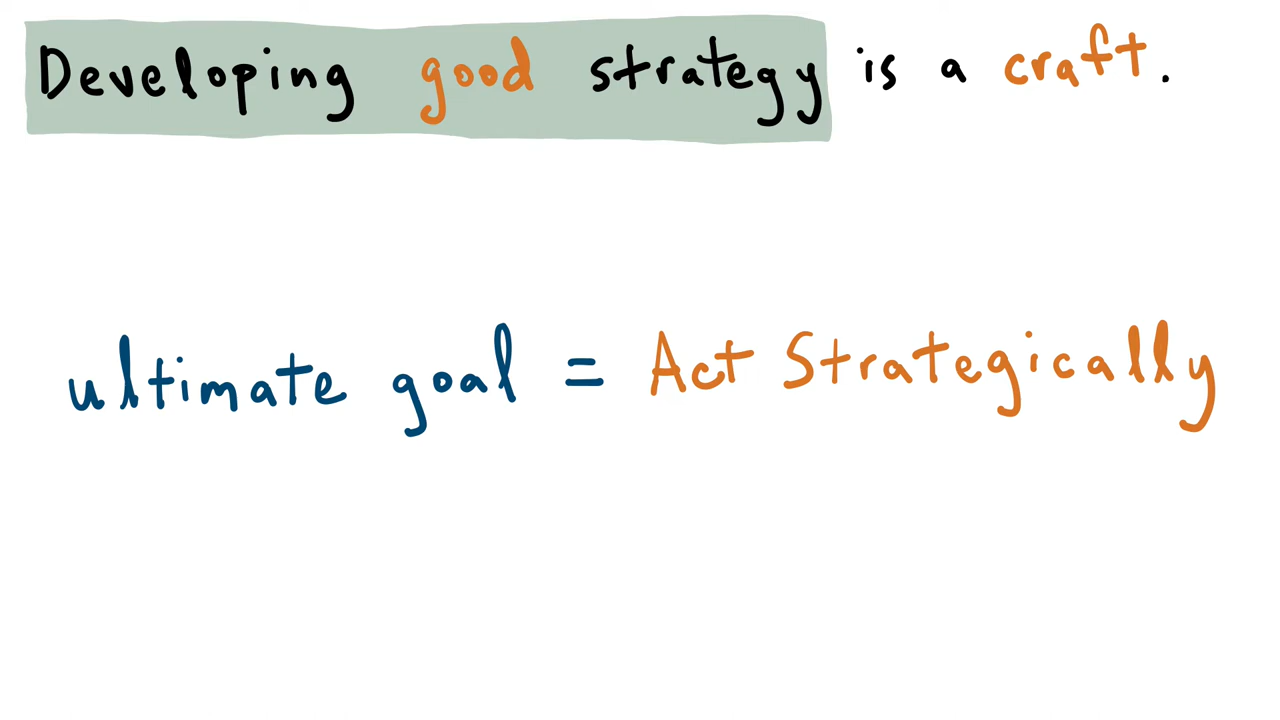 Developing good strategy is a craft.
ultimate goal = Act Strategically